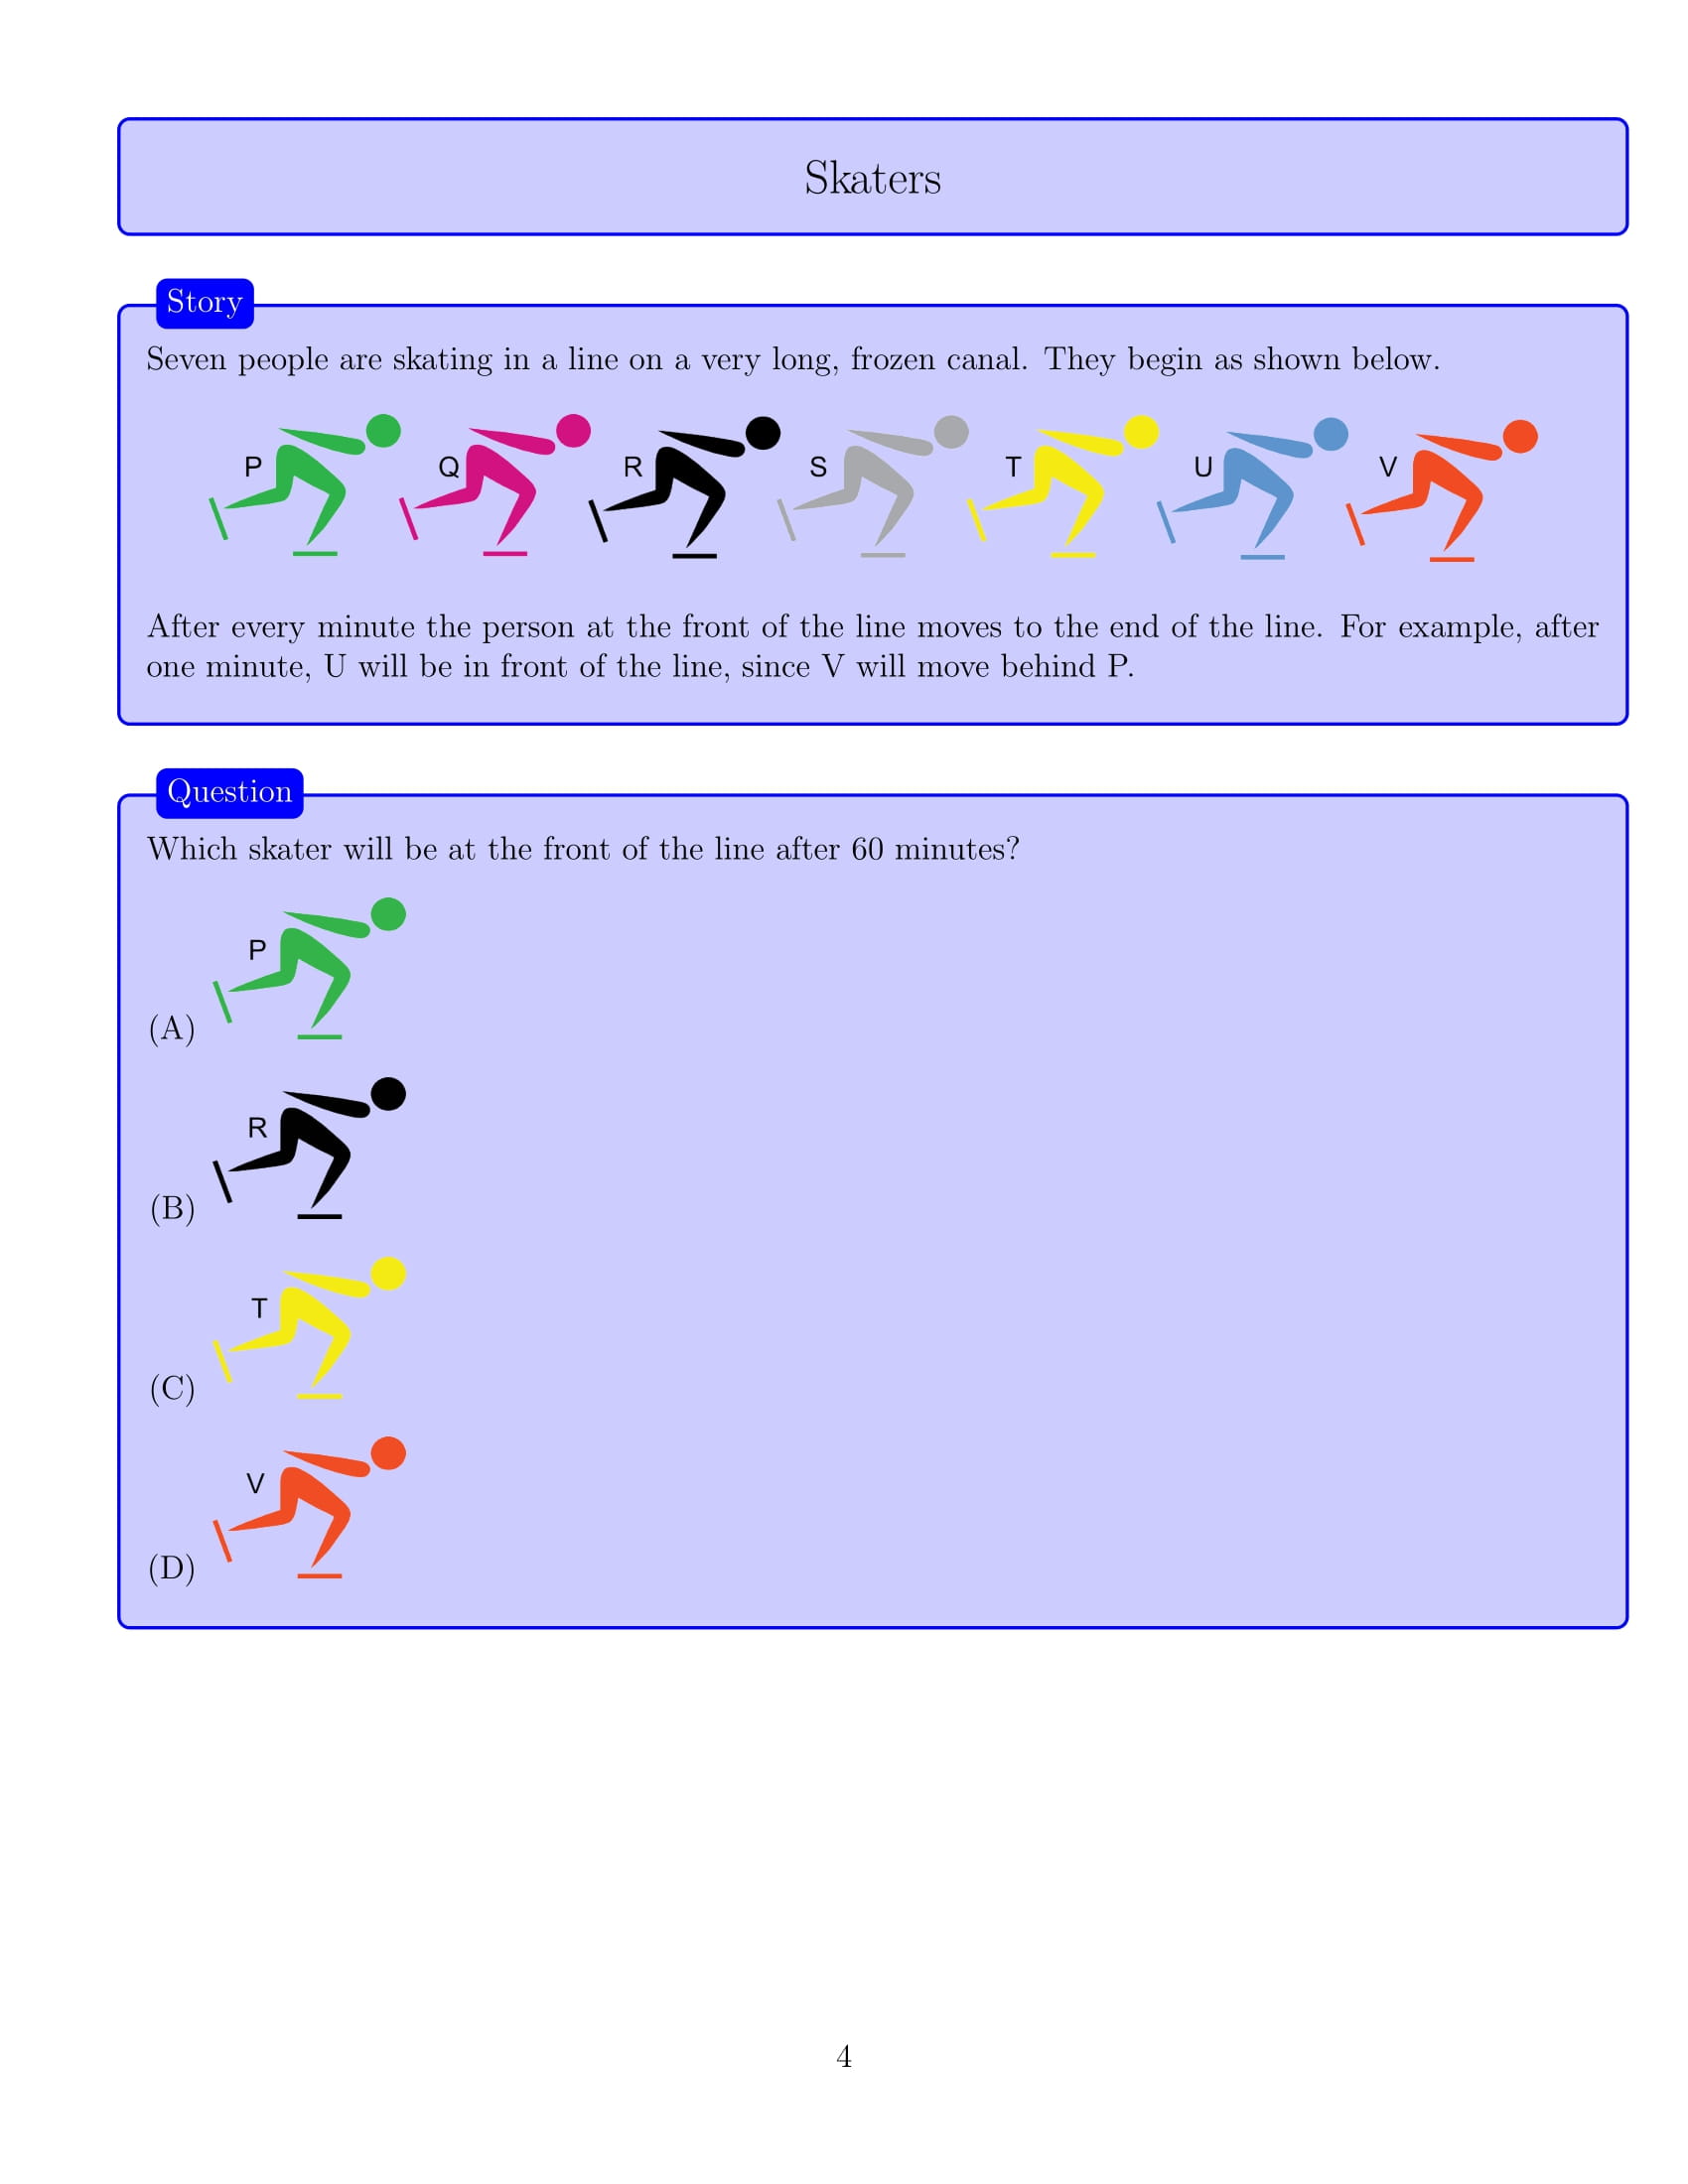 Skaters
Story
Seven people are skating in a line on a very long, frozen canal. They begin as shown below.
P Q R S T U V
After every minute the person at the front of the line moves to the end of the line. For example, after
one minute, U will be in front of the line, since V will move behind P.
Question
Which skater will be at the front of the line after 60 minutes?
P
(A)
R
(B)
T
(C)
V
(D)
4